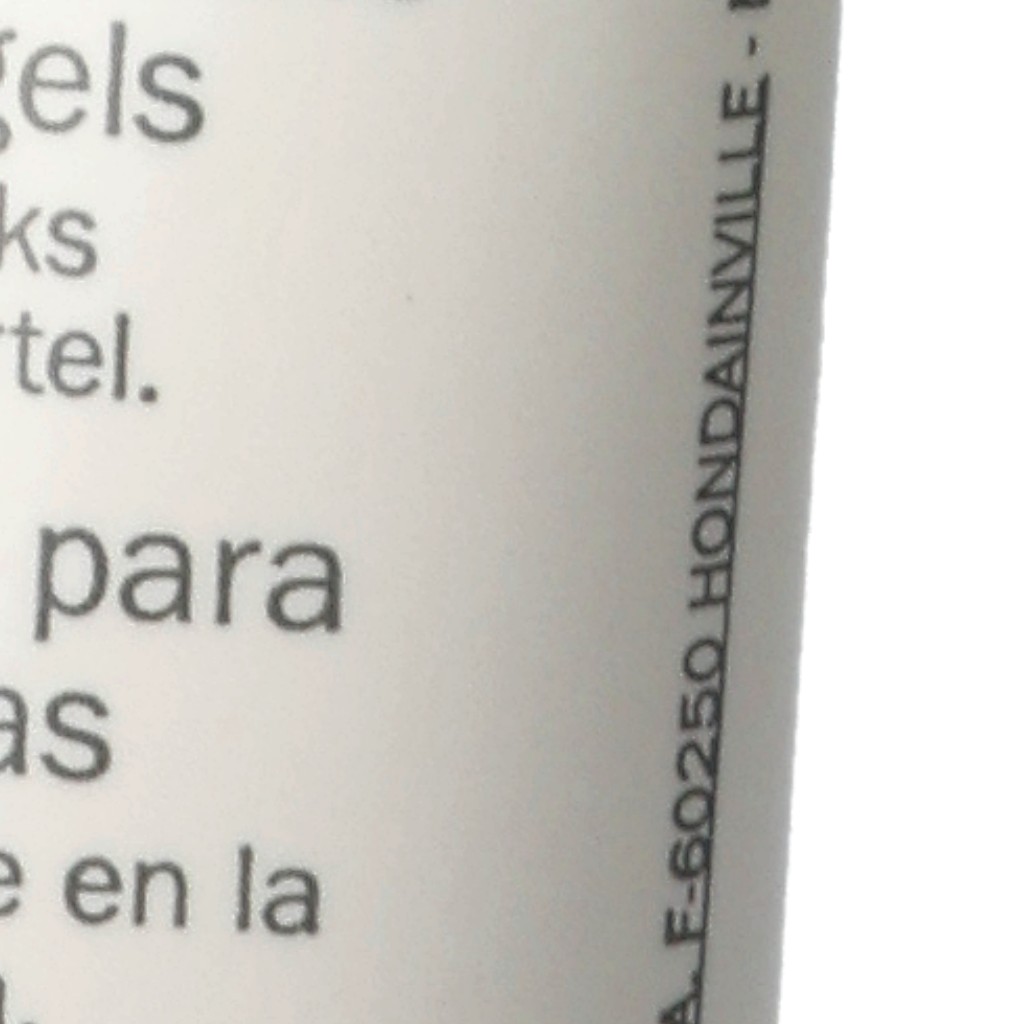 gels
ks
rtel.
para
as
e en la
A. F-60250 HONDAINVILLE -